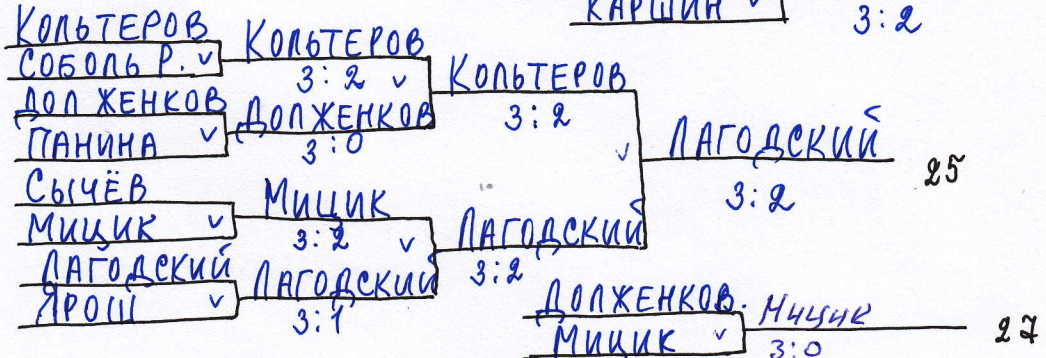 КАРШИН ✓
3:2
КОЛЬТЕРОВ
СОБОЛЬ Р. ✓
КОЛЬТЕРОВ
3:2 ✓
ДОЛЖЕНКОВ
ПАНИНА ✓
ДОЛЖЕНКОВ
3:0
КОЛЬТЕРОВ
3:2
СЫЧЁВ
МИЦИК ✓
МИЦИК
3:2 ✓
ЛАГОДСКИЙ
ЯРОШ ✓
ЛАГОДСКИЙ
3:1
ЛАГОДСКИЙ
3:2
✓
ЛАГОДСКИЙ
3:2
25
ДОЛЖЕНКОВ.
МИЦИК ✓
Мицик
3:0
27